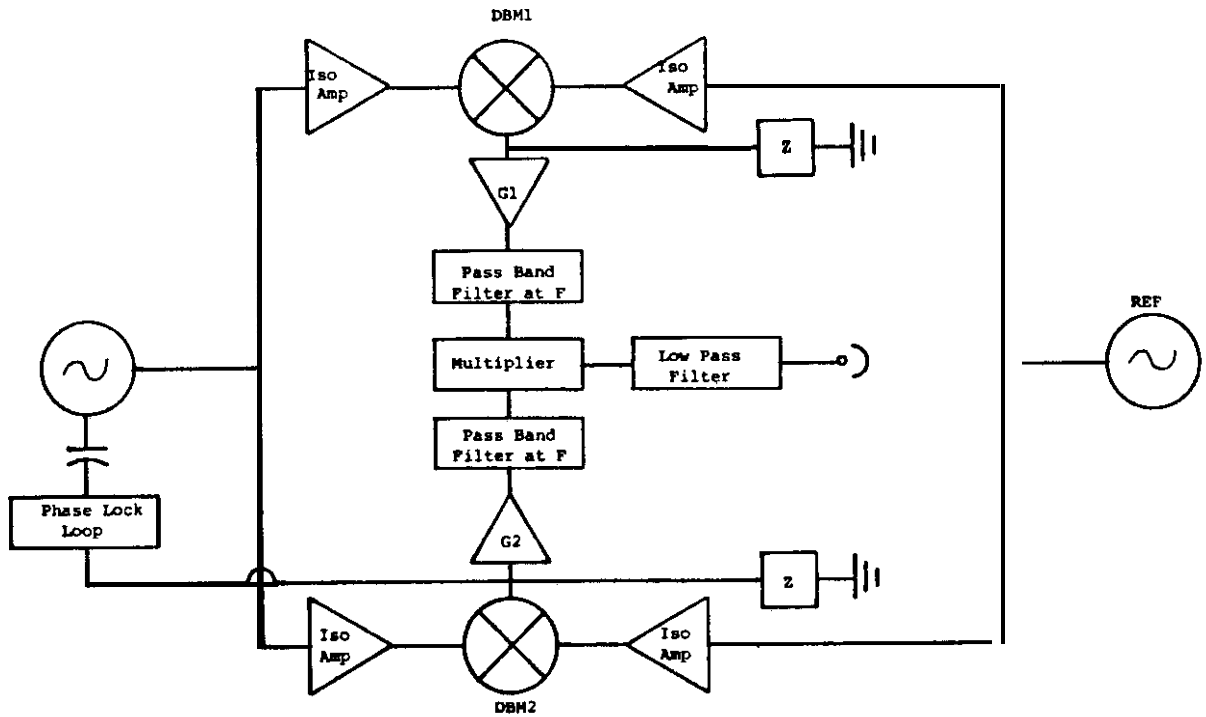 DBM1
Iso
Amp
Iso
Amp
Z
G1
Pass Band
Filter at F
REF
Multiplier
Low Pass
Filter
Pass Band
Filter at F
Phase Lock
Loop
G2
Z
Iso
Amp
Iso
Amp
DBM2